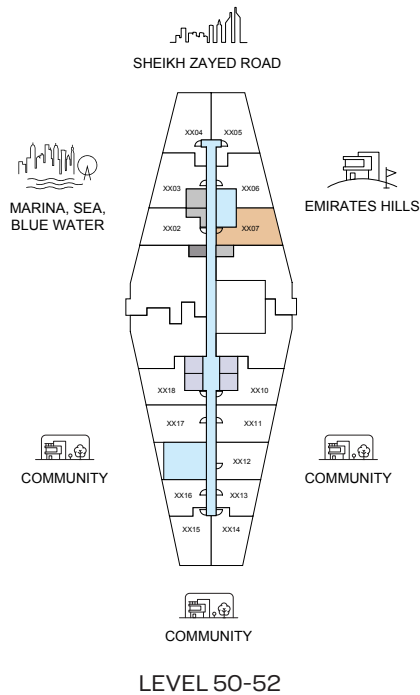 SHEIKH ZAYED ROAD
XX04 XX05
XX03 XX06
MARINA, SEA,
BLUE WATER
EMIRATES HILLS
XX02 XX07
XX18 XX10
XX17 XX11
COMMUNITY
COMMUNITY
XX12
XX16 XX13
XX15 XX14
COMMUNITY
LEVEL 50-52